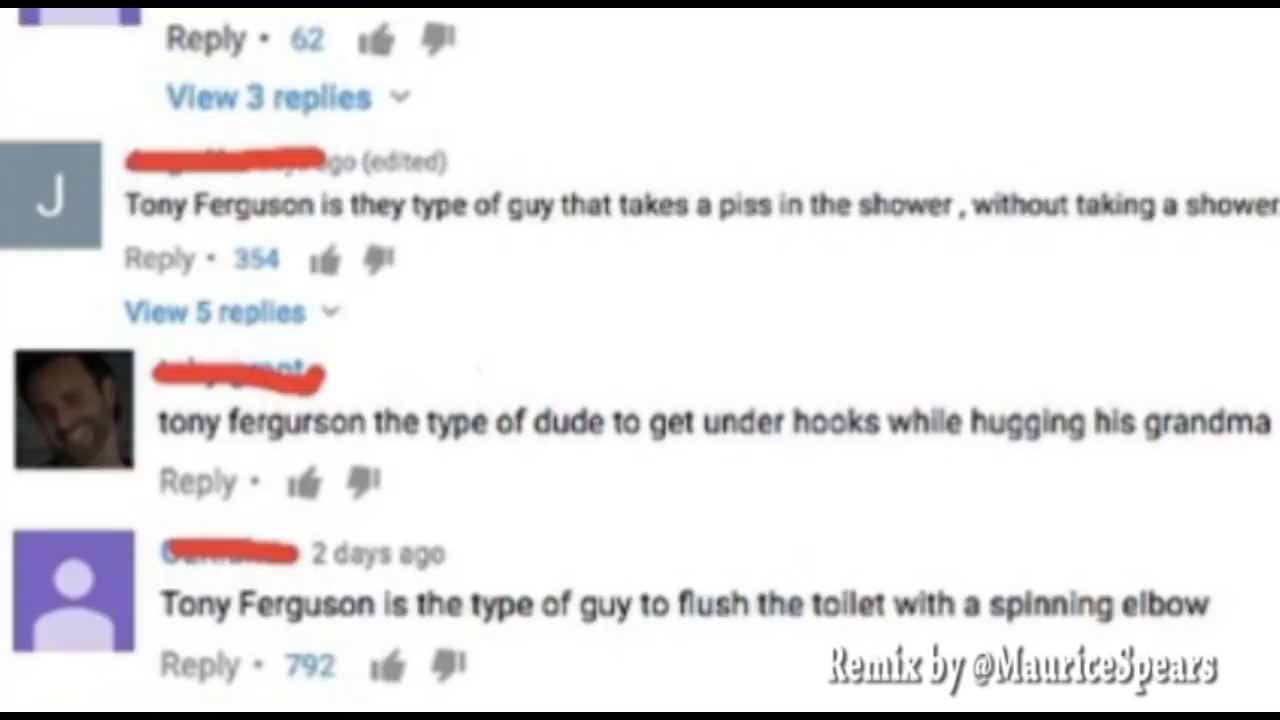 Reply • 62
View 3 replies
J
ago (edited)
Tony Ferguson is they type of guy that takes a piss in the shower, without taking a shower
Reply • 354
View 5 replies
tony fergurson the type of dude to get under hooks while hugging his grandma
Reply •
2 days ago
Tony Ferguson is the type of guy to flush the toilet with a spinning elbow
Reply • 792
Remix by @MauriceSpears